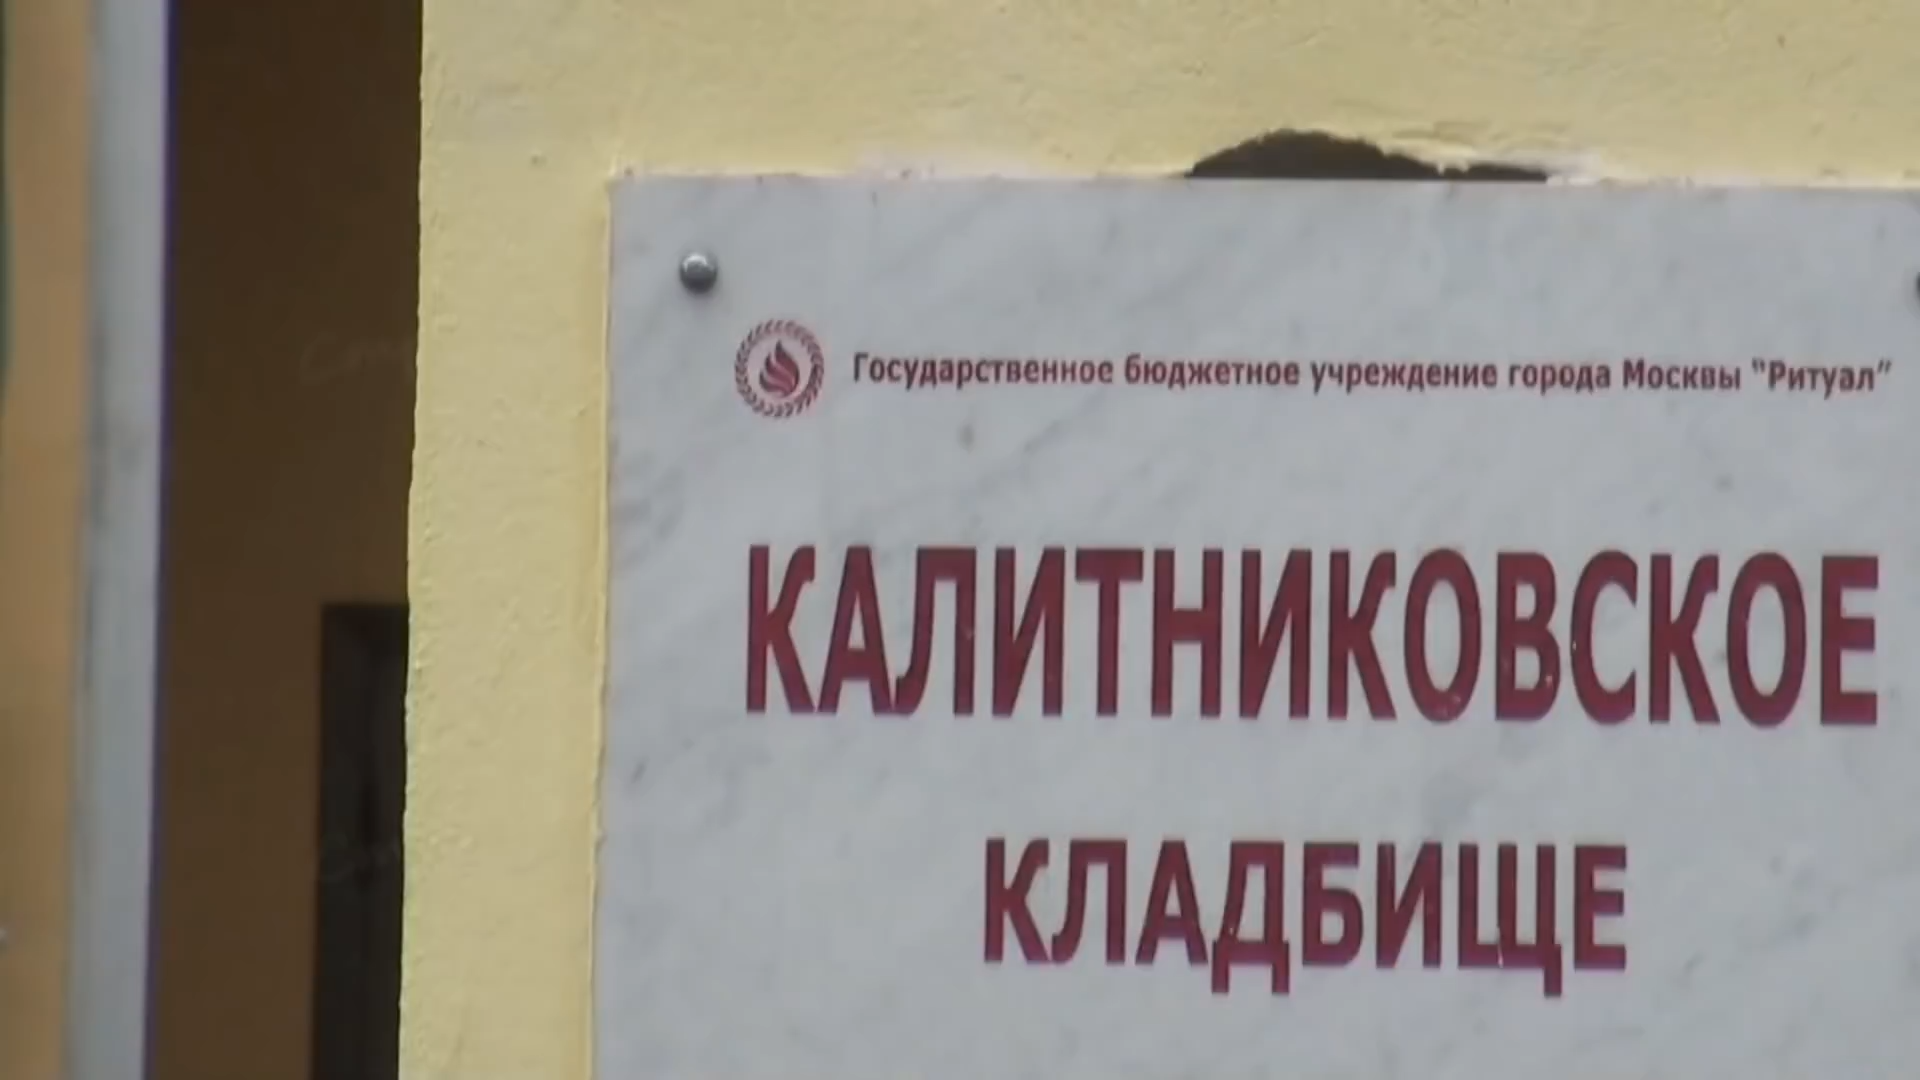 Государственное бюджетное учреждение города Москвы "Ритуал"
КАЛИТНИКОВСКОЕ
КЛАДБИЩЕ